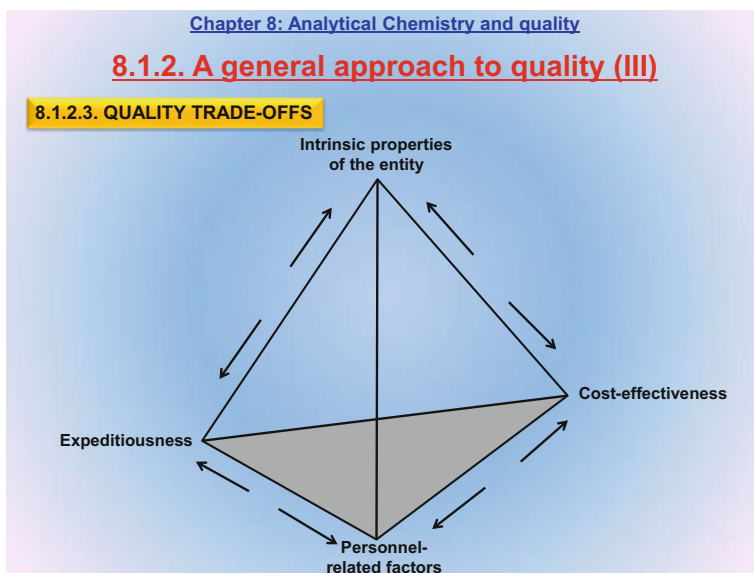 Chapter 8: Analytical Chemistry and quality
8.1.2. A general approach to quality (III)
8.1.2.3. QUALITY TRADE-OFFS
Intrinsic properties
of the entity
Cost-effectiveness
Expeditiousness
Personnel-
related factors